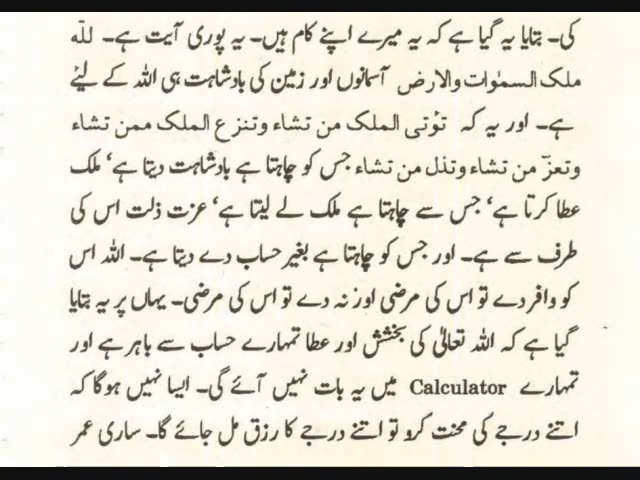 کی۔ بتایا یہ گیا ہے کہ یہ میرے اپنے کام ہیں۔ یہ پوری آیت ہے۔ للّٰہ
ملک السمٰوات والارض آسمانوں اور زمین کی بادشاہت ہی اللہ کے لیئے
ہے۔ اور یہ کہ تؤتی الملک من تشاء وتنزع الملک ممن تشاء
وتعزّ من تشاء وتذل من تشاء جس کو چاہتا ہے بادشاہت دیتا ہے‘ ملک
عطا کرتا ہے‘ جس سے چاہتا ہے ملک لے لیتا ہے‘ عزت ذلت اس کی
طرف سے ہے۔ اور جس کو چاہتا ہے بغیر حساب دے دیتا ہے۔ اللہ اس
کو وافر دے تو اس کی مرضی اور نہ دے تو اس کی مرضی۔ یہاں پر یہ بتایا
گیا ہے کہ اللہ تعالیٰ کی بخشش اور عطا تمہارے حساب سے باہر ہے اور
تمہارے Calculator میں یہ بات نہیں آئے گی۔ ایسا نہیں ہوگا کہ
اتنے درجے کی محنت کرو تو اتنے درجے کا رزق مل جائے گا۔ ساری عمر